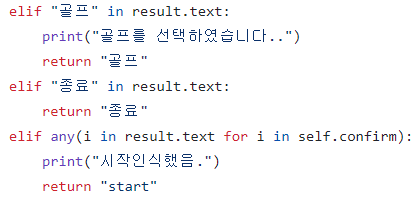 elif "골프" in result.text:
    print("골프를 선택하였습니다..")
    return "골프"
elif "종료" in result.text:
    return "종료"
elif any(i in result.text for i in self.confirm):
    print("시작인식했음.")
    return "start"